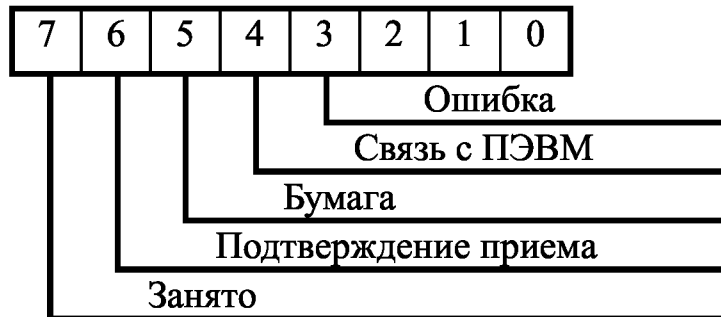 7 6 5 4 3 2 1 0
Ошибка
Связь с ПЭВМ
Бумага
Подтверждение приема
Занято